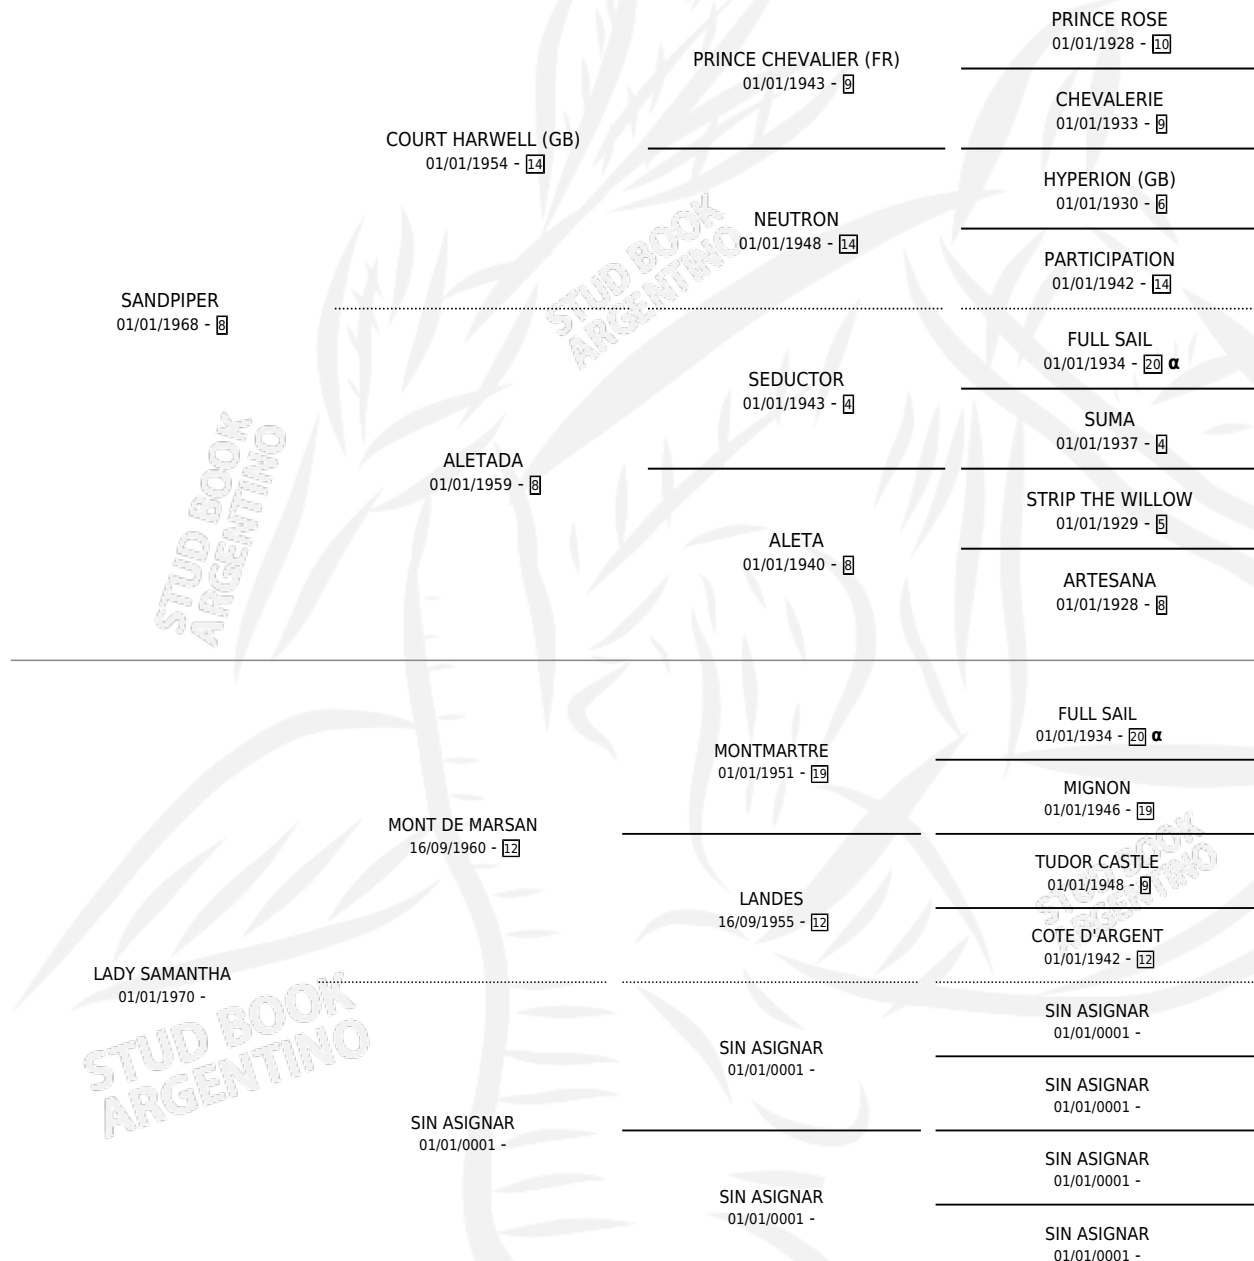 PRINCE ROSE
01/01/1928 - 10
PRINCE CHEVALIER (FR)
01/01/1943 - 9
CHEVALERIE
01/01/1933 - 9
COURT HARWELL (GB)
01/01/1954 - 14
HYPERION (GB)
01/01/1930 - 6
NEUTRON
01/01/1948 - 14
PARTICIPATION
01/01/1942 - 14
SANDPIPER
01/01/1968 - 8
FULL SAIL
01/01/1934 - 20 α
SEDUCTOR
01/01/1943 - 4
SUMA
01/01/1937 - 4
ALETADA
01/01/1959 - 8
STRIP THE WILLOW
01/01/1929 - 5
ALETA
01/01/1940 - 8
ARTESANA
01/01/1928 - 8
FULL SAIL
01/01/1934 - 20 α
MONTMARTRE
01/01/1951 - 19
MIGNON
01/01/1946 - 19
MONT DE MARSAN
16/09/1960 - 12
TUDOR CASTLE
01/01/1948 - 9
LANDES
16/09/1955 - 12
COTE D'ARGENT
01/01/1942 - 12
LADY SAMANTHA
01/01/1970 -
SIN ASIGNAR
01/01/0001 -
SIN ASIGNAR
01/01/0001 -
SIN ASIGNAR
01/01/0001 -
SIN ASIGNAR
01/01/0001 -
SIN ASIGNAR
01/01/0001 -
SIN ASIGNAR
01/01/0001 -
SIN ASIGNAR
01/01/0001 -
STUD BOOK
ARGENTINO
STUD BOOK
ARGENTINO
STUD BOOK
ARGENTINO
STUD BOOK
ARGENTINO